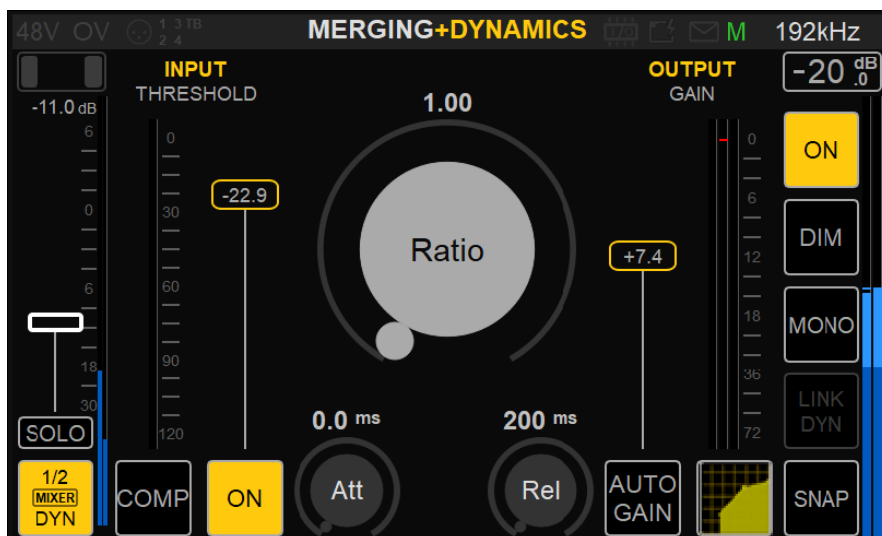 48V OV 1 3 TB MERGING+DYNAMICS I/O M 192kHz
2 4
INPUT OUTPUT -20 dB .0
THRESHOLD GAIN
-11.0 dB 1.00
6 0 0 ON
-22.9 6
0 30 DIM
Ratio +7.4 12
6 60
18 MONO
18 90 36
30 LINK
0.0 ms 200 ms DYN
SOLO 120 72
1/2 COMP ON Att Rel AUTO SNAP
MIXER GAIN
DYN